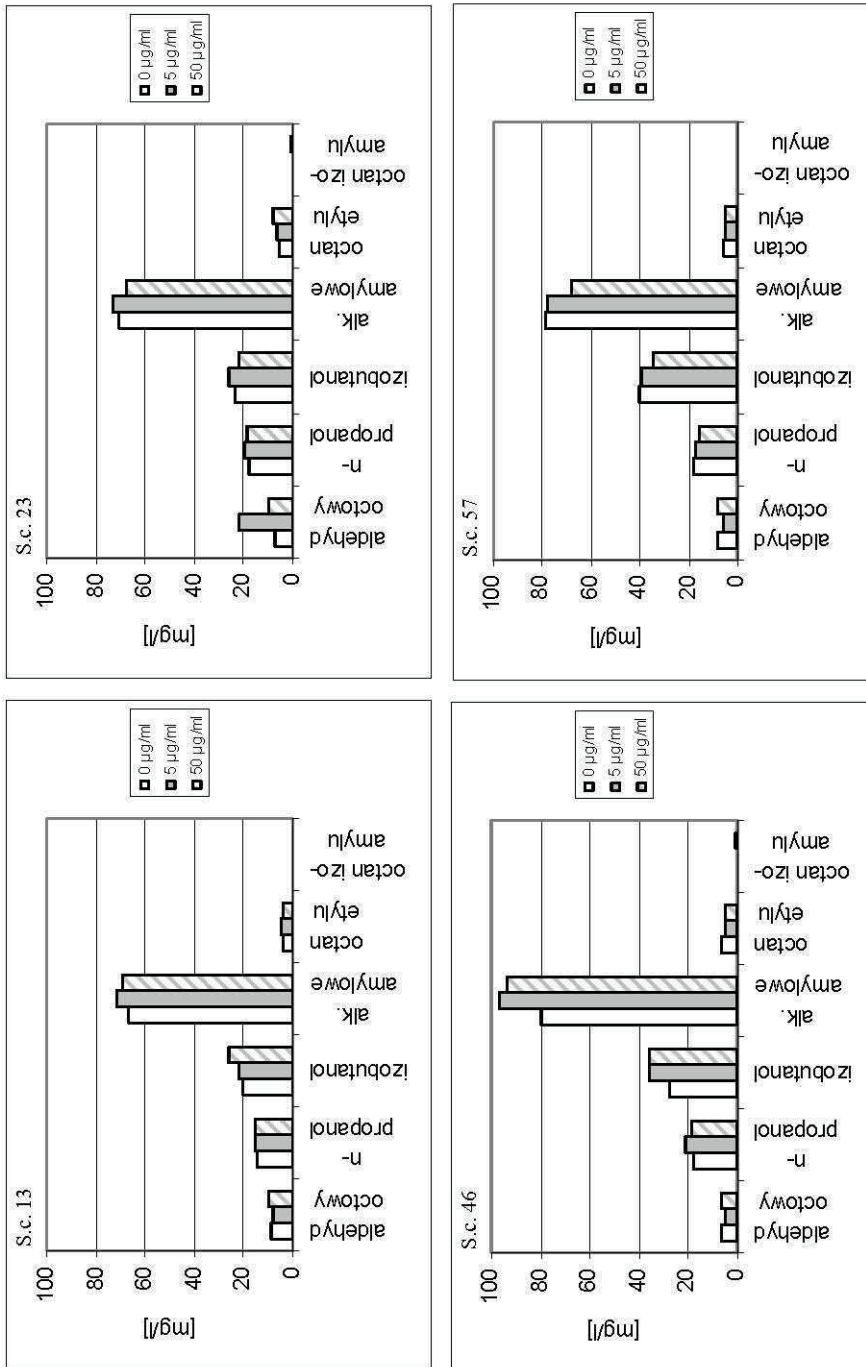 S.c. 13
[mg/l]
100
80
60
40
20
0
aldehyd
octowy
n-
propanol
izobutanol
alk.
amylowe
octan
etylu
octan izo-
amylu
0 µg/ml
5 µg/ml
50 µg/ml
S.c. 23
[mg/l]
100
80
60
40
20
0
aldehyd
octowy
n-
propanol
izobutanol
alk.
amylowe
octan
etylu
octan izo-
amylu
0 µg/ml
5 µg/ml
50 µg/ml
S.c. 46
[mg/l]
100
80
60
40
20
0
aldehyd
octowy
n-
propanol
izobutanol
alk.
amylowe
octan
etylu
octan izo-
amylu
0 µg/ml
5 µg/ml
50 µg/ml
S.c. 57
[mg/l]
100
80
60
40
20
0
aldehyd
octowy
n-
propanol
izobutanol
alk.
amylowe
octan
etylu
octan izo-
amylu
0 µg/ml
5 µg/ml
50 µg/ml